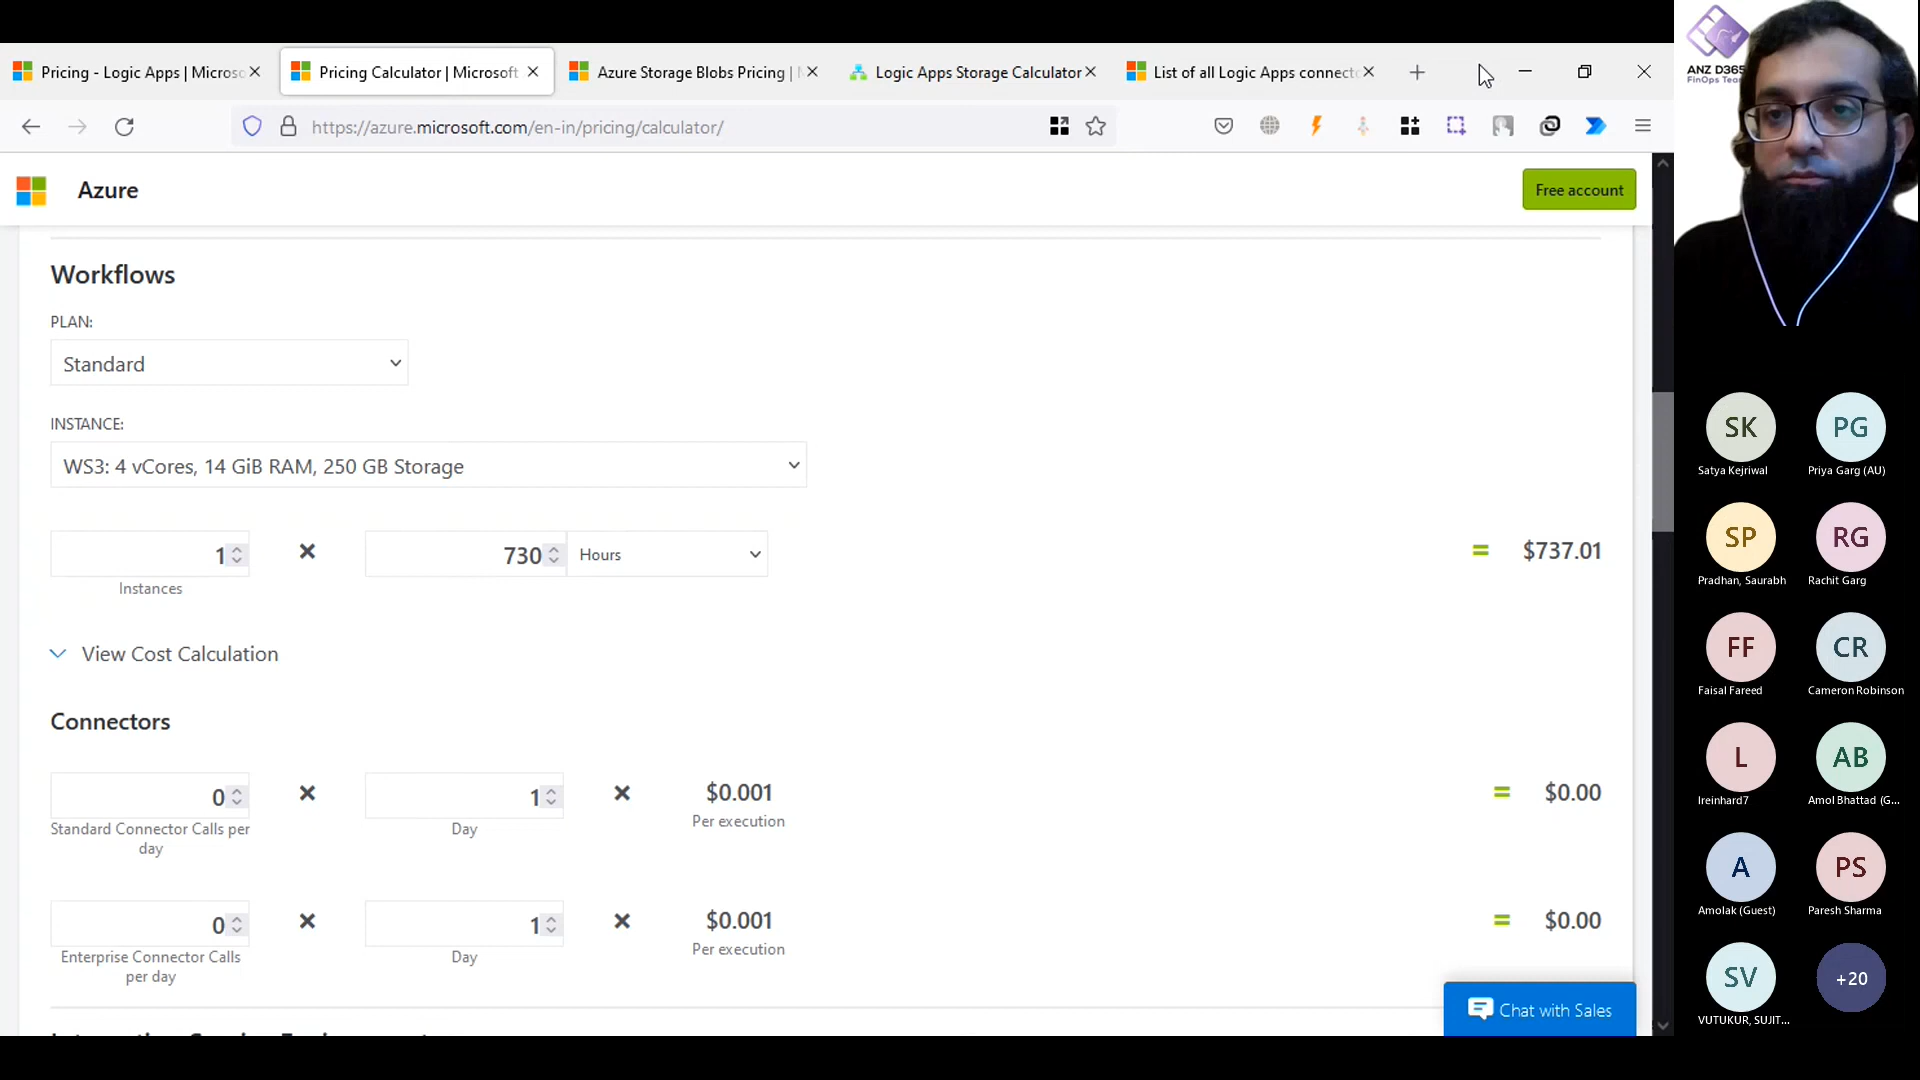 Pricing - Logic Apps | Microsc
Pricing Calculator | Microsoft
Azure Storage Blobs Pricing |
Logic Apps Storage Calculator
List of all Logic Apps connect
https://azure.microsoft.com/en-in/pricing/calculator/
Azure
Free account
Workflows
PLAN:
Standard
INSTANCE:
WS3: 4 vCores, 14 GiB RAM, 250 GB Storage
1 × 730 Hours = $737.01
Instances
View Cost Calculation
Connectors
0 × 1 × $0.001 = $0.00
Standard Connector Calls per day
Day
Per execution
0 × 1 × $0.001 = $0.00
Enterprise Connector Calls per day
Day
Per execution
Chat with Sales
ANZ D365
FinOps Tea
SK
Satya Kejriwal
PG
Priya Garg (AU)
SP
Pradhan, Saurabh
RG
Rachit Garg
FF
Faisal Fareed
CR
Cameron Robinson
L
lreinhard7
AB
Amol Bhattad (G...
A
Amolak (Guest)
PS
Paresh Sharma
SV
VUTUKUR, SUJIT...
+20